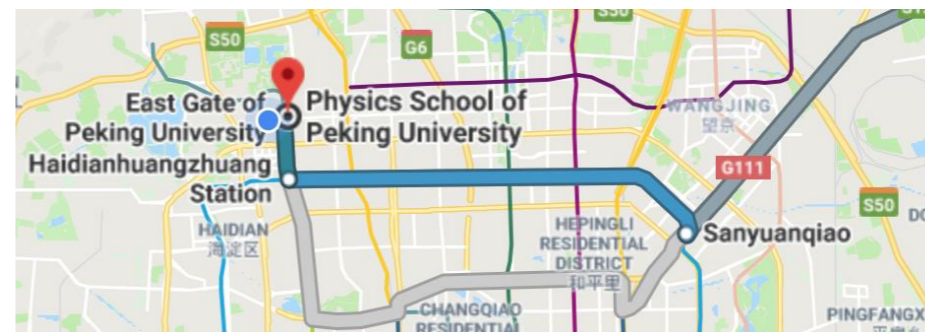 S50
G6
S50
East Gate of
Peking University
Physics School of
Peking University
WANGJING
望京
Haidianhuangzhuang
Station
G111
S50
HAIDIAN
海淀区
HEPINGLI
RESIDENTIAL
DISTRICT
和平里
Sanyuanqiao
CHANGQIAO
RESIDENTIAL
PINGFANGX